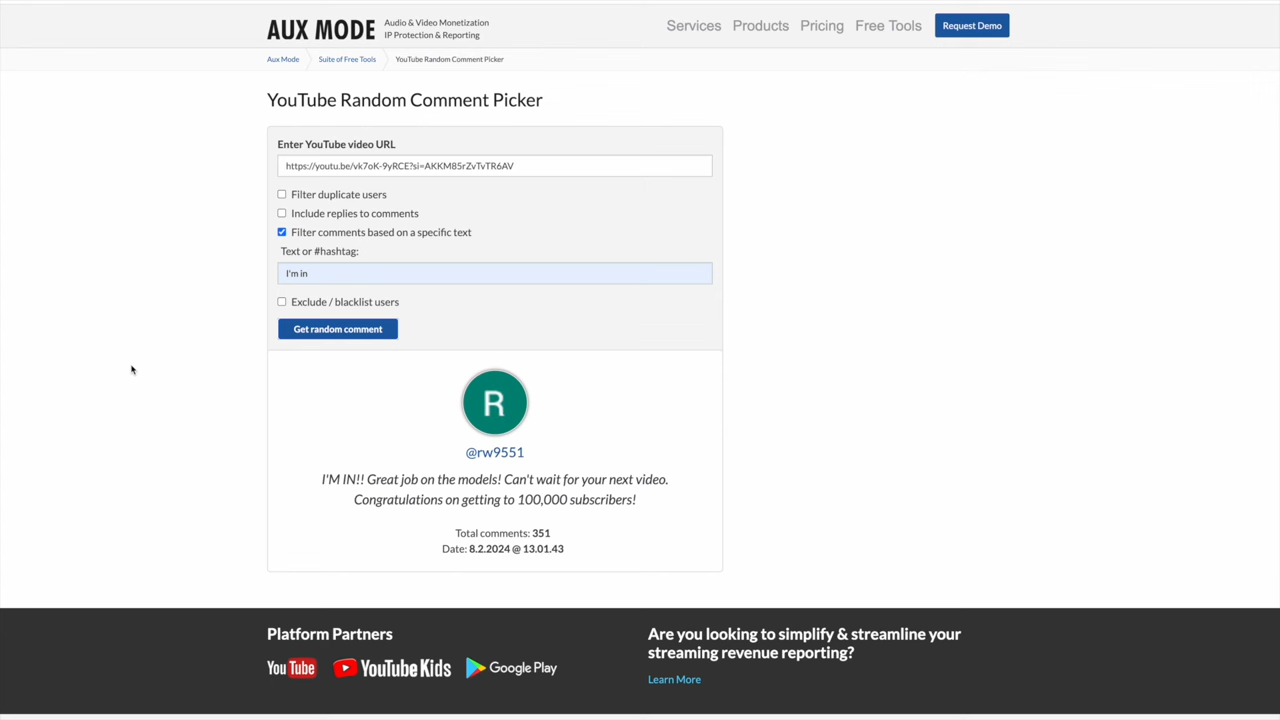 AUX MODE
Audio & Video Monetization
IP Protection & Reporting
Services Products Pricing Free Tools Request Demo
Aux Mode Suite of Free Tools YouTube Random Comment Picker
YouTube Random Comment Picker
Enter YouTube video URL
https://youtu.be/vk7oK-9yRCE?si=AKKM85rZvTvTR6AV
Filter duplicate users
Include replies to comments
Filter comments based on a specific text
Text or #hashtag:
I'm in
Exclude / blacklist users
Get random comment
R
@rw9551
I'M IN!! Great job on the models! Can't wait for your next video.
Congratulations on getting to 100,000 subscribers!
Total comments: 351
Date: 8.2.2024 @ 13.01.43
Platform Partners
YouTube YouTube Kids Google Play
Are you looking to simplify & streamline your
streaming revenue reporting?
Learn More